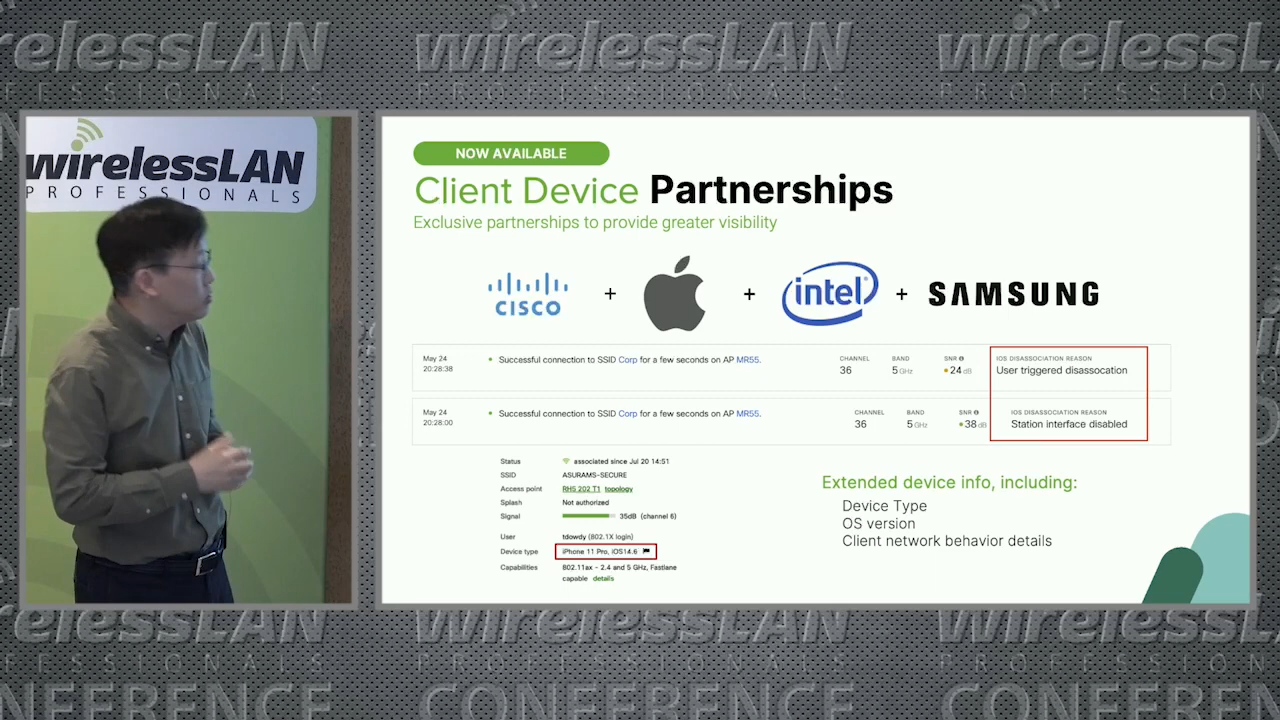 wirelessLAN
PROFESSIONALS
NOW AVAILABLE
Client Device Partnerships
Exclusive partnerships to provide greater visibility
CISCO
+
+
intel
+
SAMSUNG
May 24
20:28:38
Successful connection to SSID Corp for a few seconds on AP MR55.
CHANNEL
36
BAND
5 GHz
SNR
24 dB
IOS DISASSOCIATION REASON
User triggered disassocation
May 24
20:28:00
Successful connection to SSID Corp for a few seconds on AP MR55.
CHANNEL
36
BAND
5 GHz
SNR
38 dB
IOS DISASSOCIATION REASON
Station interface disabled
Status associated since Jul 20 14:51
SSID ASURAMS-SECURE
Access point RHS 202 T1 topology
Splash Not authorized
Signal 35dB (channel 6)
User tdowdy (802.1X login)
Device type iPhone 11 Pro, iOS14.6
Capabilities 802.11ax - 2.4 and 5 GHz, Fastlane
capable details
Extended device info, including:
Device Type
OS version
Client network behavior details
wirelessLAN
PROFESSIONALS
CONFERENCE